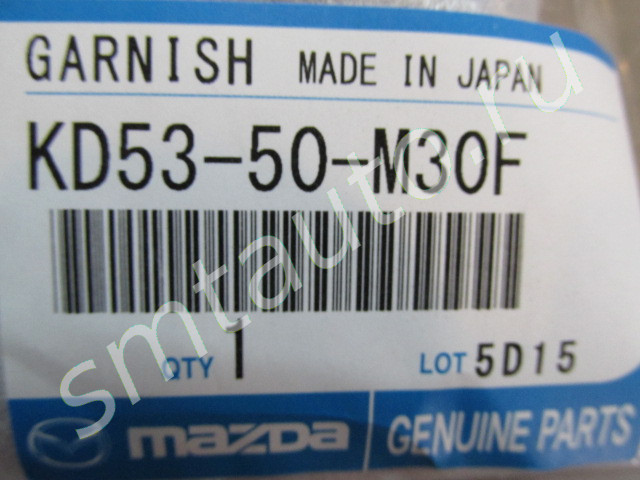 GARNISH MADE IN JAPAN
KD53-50-M30F
QTY 1 LOT 5D15
mazda GENUINE PARTS
smtauto.ru